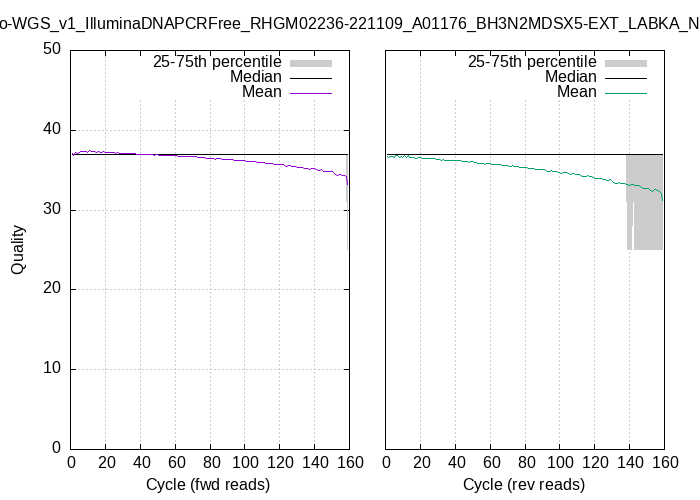 o-WGS_v1_IlluminaDNAPCRFree_RHGM02236-221109_A01176_BH3N2MDSX5-EXT_LABKA_N
50
40
30
20
10
0
Quality
25-75th percentile
Median
Mean
0 20 40 60 80 100 120 140 160
Cycle (fwd reads)
25-75th percentile
Median
Mean
0 20 40 60 80 100 120 140 160
Cycle (rev reads)